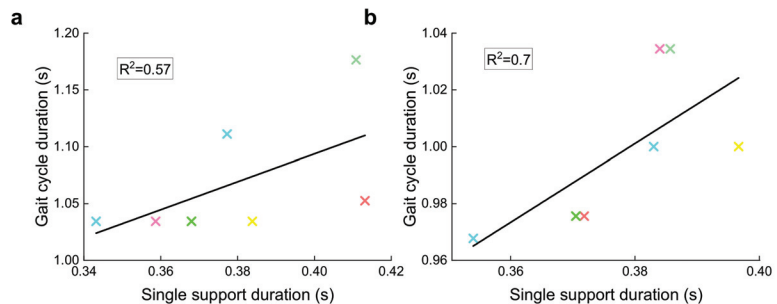 a
b
R²=0.57
R²=0.7
Gait cycle duration (s)
1.20
1.15
1.10
1.05
1.00
0.34 0.36 0.38 0.40 0.42
Single support duration (s)
Gait cycle duration (s)
1.04
1.02
1.00
0.98
0.96
0.36 0.38 0.40
Single support duration (s)